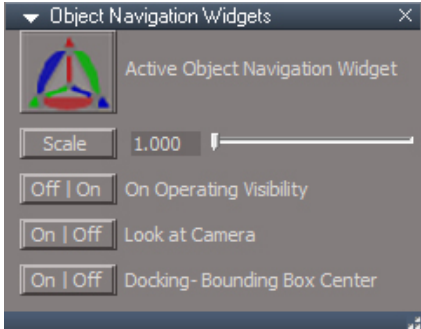 Object Navigation Widgets
Active Object Navigation Widget
Scale 1.000
Off | On On Operating Visibility
On | Off Look at Camera
On | Off Docking- Bounding Box Center